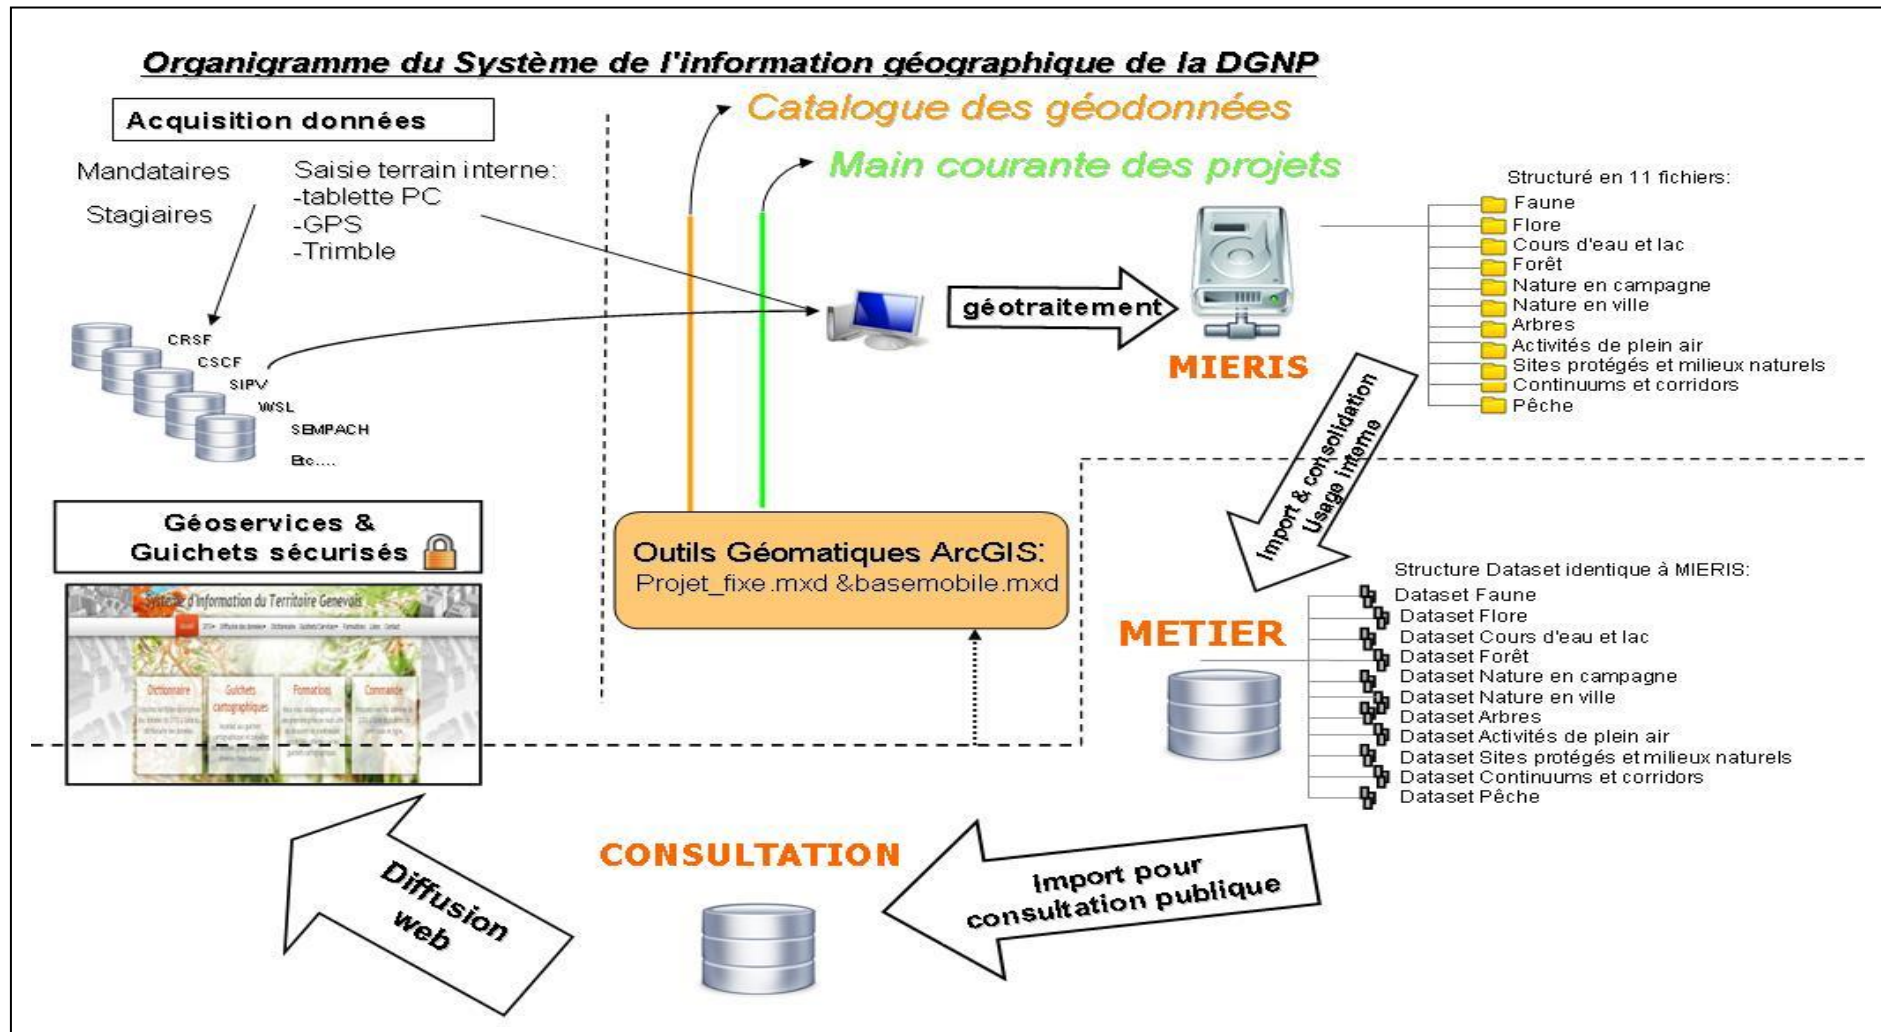 Organigramme du Système de l'information géographique de la DGNP
Acquisition données
Mandataires
Stagiaires
Saisie terrain interne:
-tablette PC
-GPS
-Trimble
CRSF
CSCF
SIPV
WSL
SEMPACH
Etc....
Catalogue des géodonnées
Main courante des projets
géotraitement
MIERIS
Structuré en 11 fichiers:
Faune
Flore
Cours d'eau et lac
Forêt
Nature en campagne
Nature en ville
Arbres
Activités de plein air
Sites protégés et milieux naturels
Continuums et corridors
Pêche
Import & consolidation
Usage interne
Outils Géomatiques ArcGIS:
Projet_fixe.mxd &basemobile.mxd
METIER
Structure Dataset identique à MIERIS:
Dataset Faune
Dataset Flore
Dataset Cours d'eau et lac
Dataset Forêt
Dataset Nature en campagne
Dataset Nature en ville
Dataset Arbres
Dataset Activités de plein air
Dataset Sites protégés et milieux naturels
Dataset Continuums et corridors
Dataset Pêche
Import pour
consultation publique
CONSULTATION
Diffusion
web
Géoservices &
Guichets sécurisés
Système d'Information du Territoire Genevois
Dictionnaire
Guichets
cartographiques
Formations
Commande